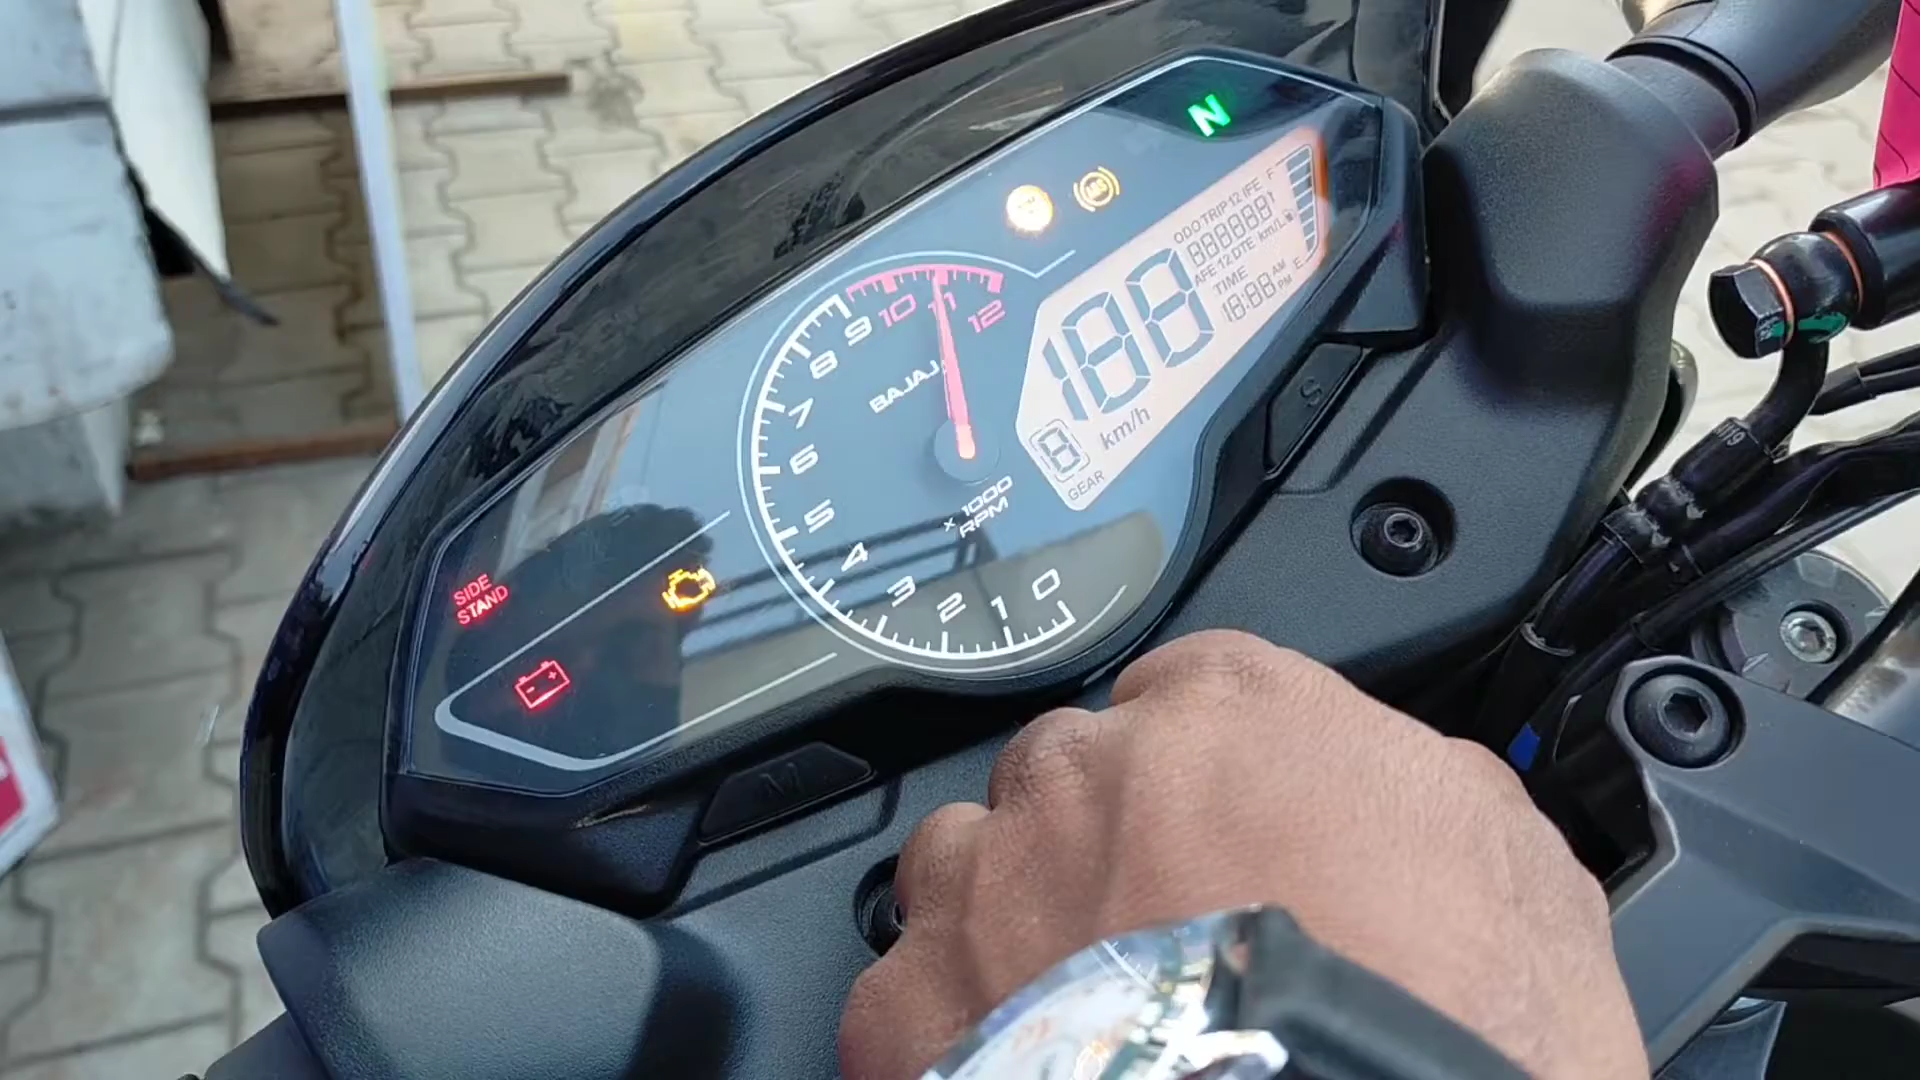 N
ABS
ODO TRIP 12 IFE F
888888
AFE 12 DTE km/L
TIME
18:88 AM
PM E
188
km/h
8
GEAR
9 10 11 12
8
7
6
5
4
3
2
1
0
BAJAJ
x 1000
RPM
SIDE
STAND
S
M